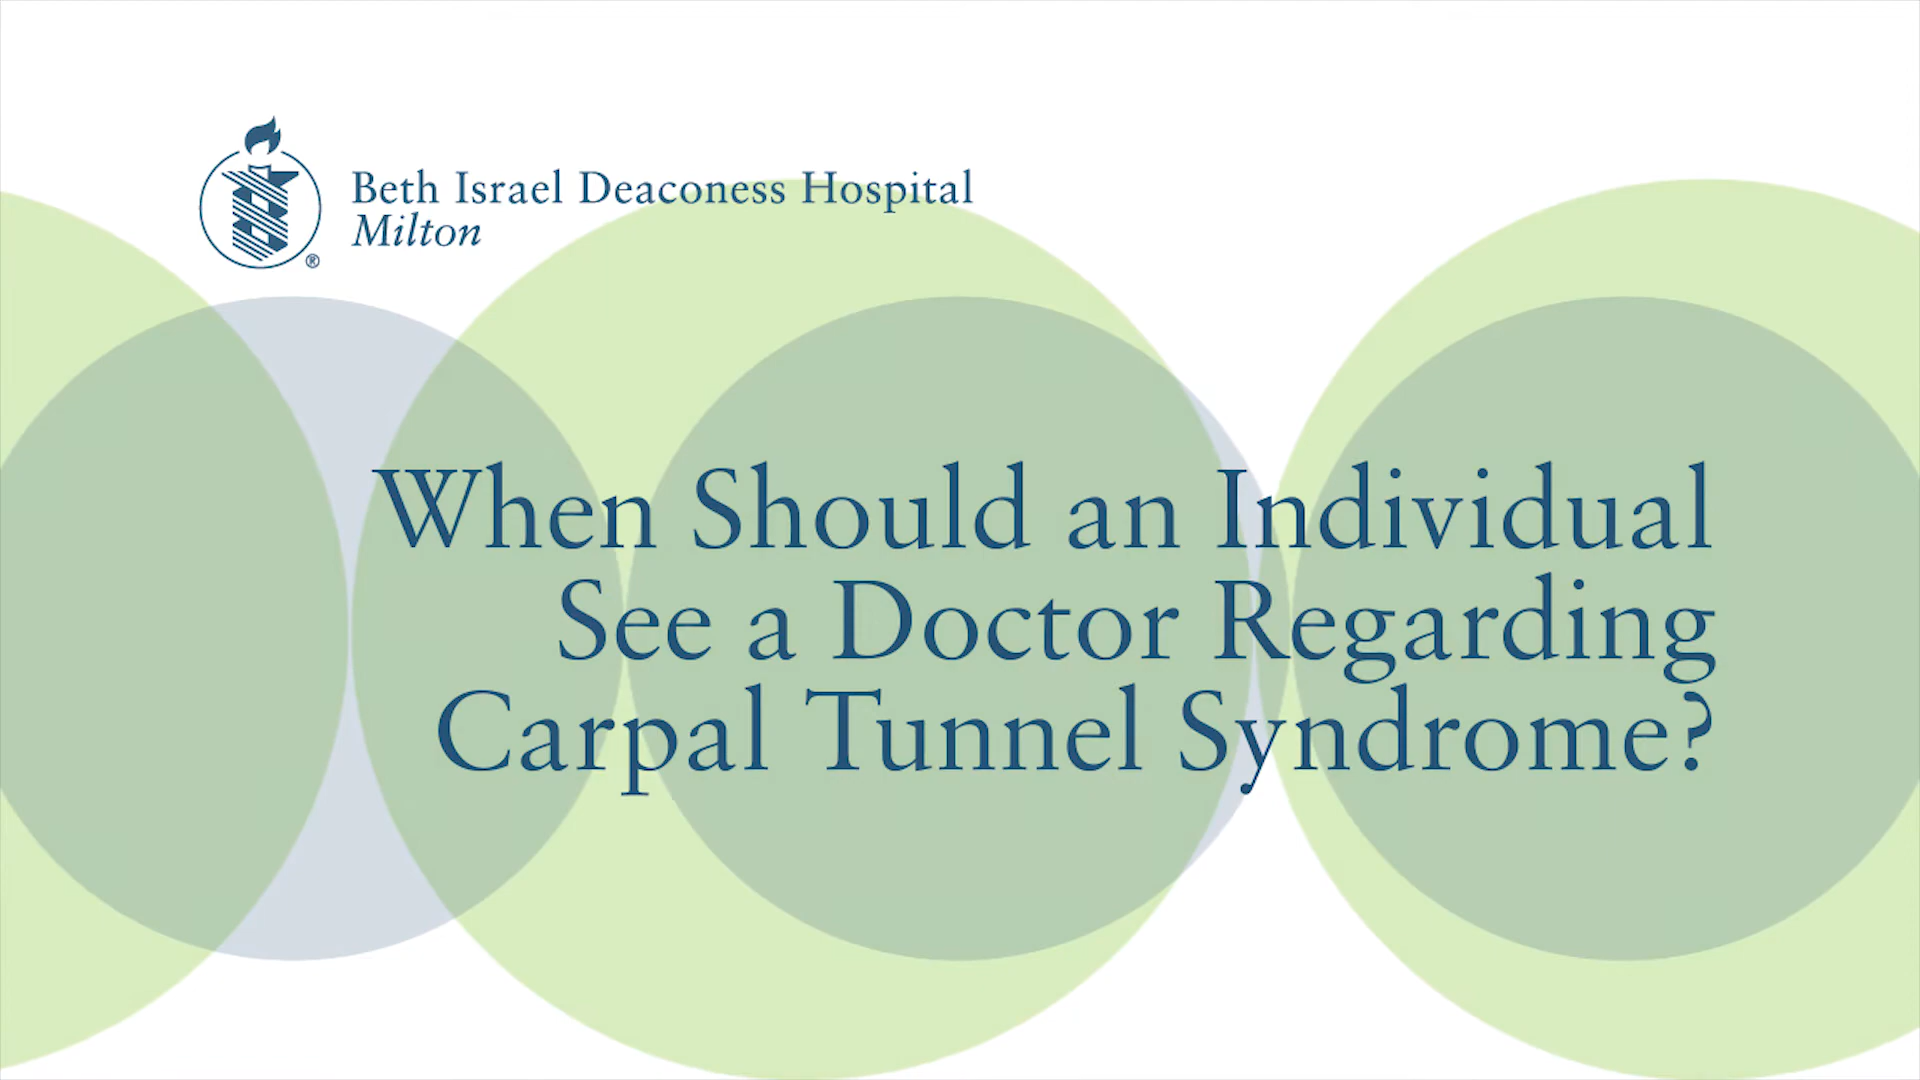 Beth Israel Deaconess Hospital
Milton
®
When Should an Individual
See a Doctor Regarding
Carpal Tunnel Syndrome?